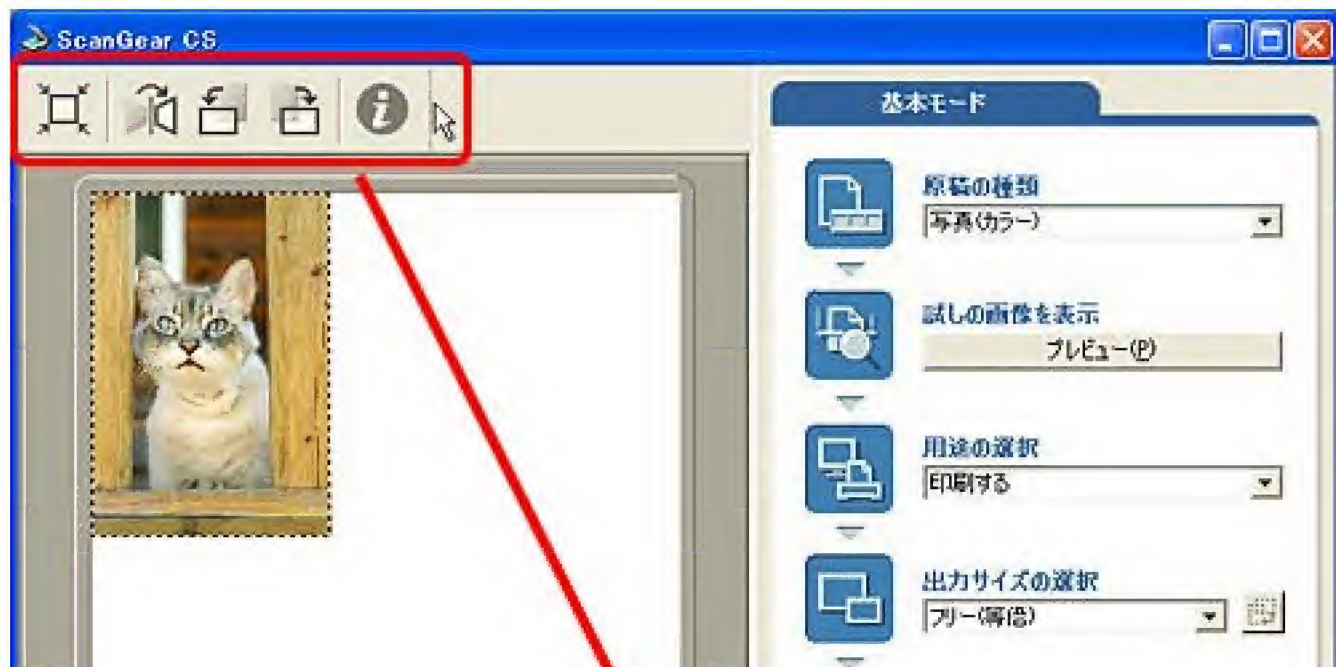 ScanGear CS
基本モード
原稿の種類
写真(カラー)
試しの画像を表示
プレビュー(P)
用途の選択
印刷する
出力サイズの選択
フリー(等倍)